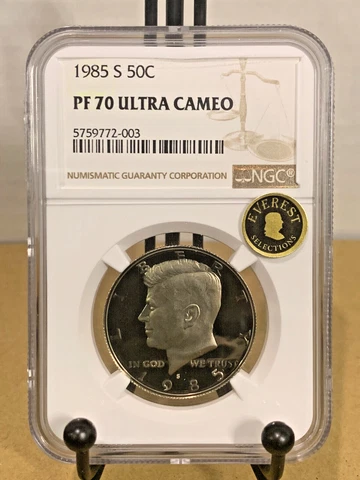 1985 S 50C
PF 70 ULTRA CAMEO
5759772-003
NUMISMATIC GUARANTY CORPORATION
NGC®
EVEREST
SELECTIONS
LIBERTY
IN GOD WE TRUST
S
1985